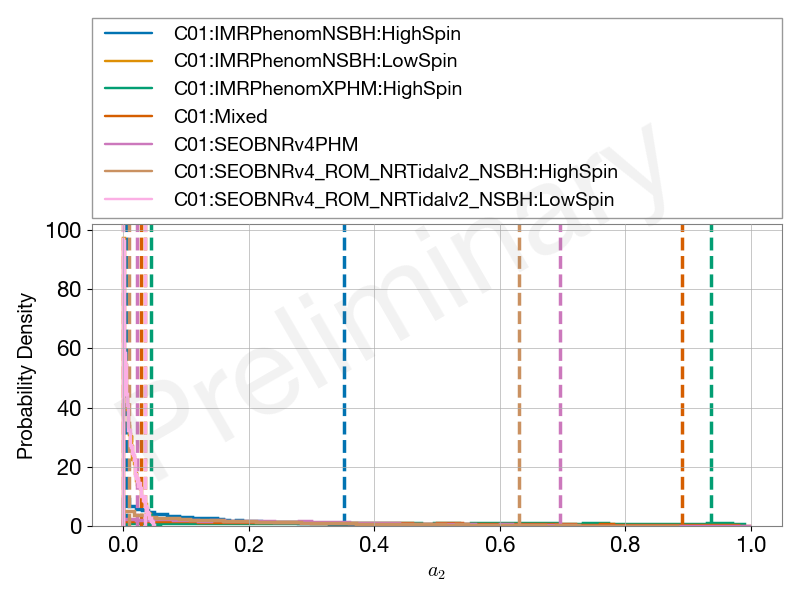 C01:IMRPhenomNSBH:HighSpin
C01:IMRPhenomNSBH:LowSpin
C01:IMRPhenomXPHM:HighSpin
C01:Mixed
C01:SEOBNRv4PHM
C01:SEOBNRv4_ROM_NRTidalv2_NSBH:HighSpin
C01:SEOBNRv4_ROM_NRTidalv2_NSBH:LowSpin
Preliminary
100
80
60
40
20
0
Probability Density
0.0 0.2 0.4 0.6 0.8 1.0
a₂